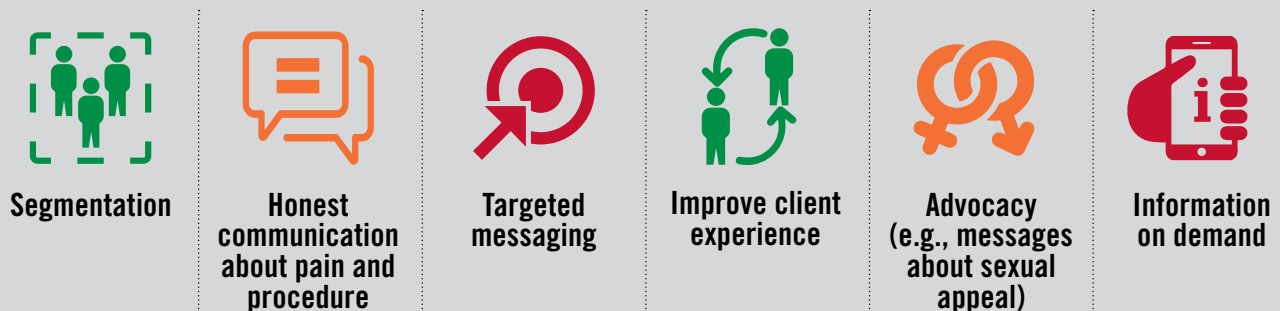 Segmentation
Honest
communication
about pain and
procedure
Targeted
messaging
Improve client
experience
Advocacy
(e.g., messages
about sexual
appeal)
i
Information
on demand